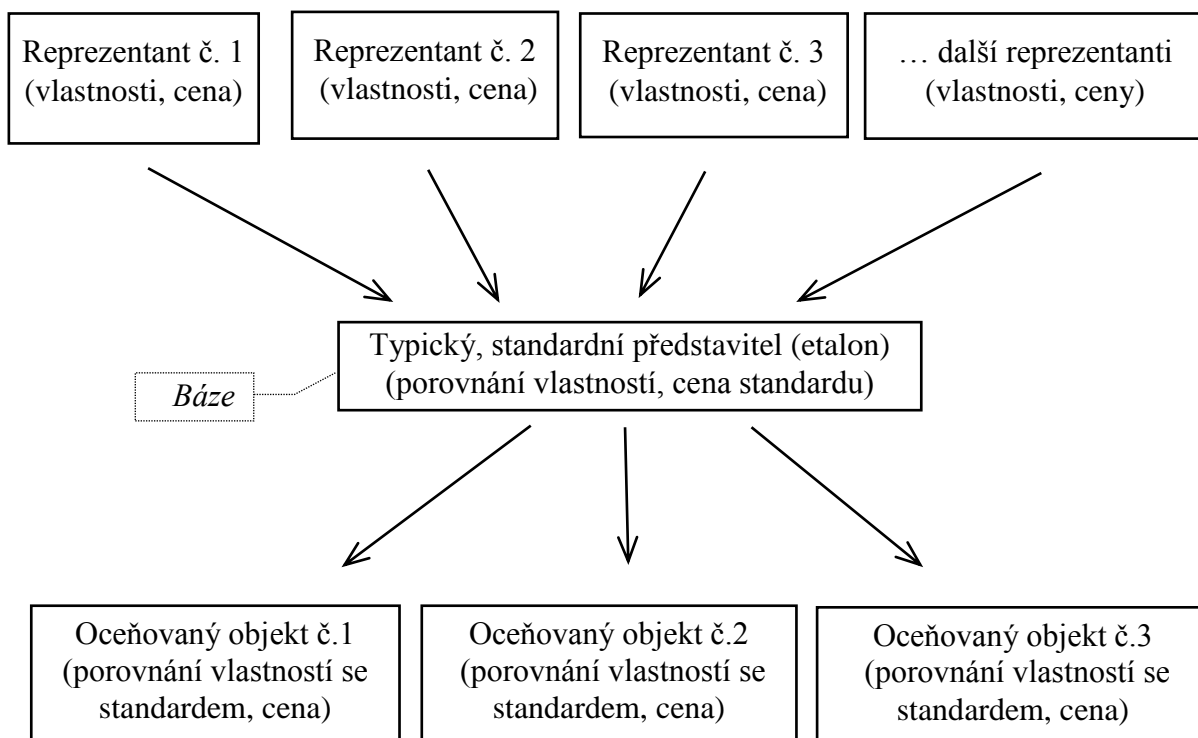 Reprezentant č. 1
(vlastnosti, cena)
Reprezentant č. 2
(vlastnosti, cena)
Reprezentant č. 3
(vlastnosti, cena)
… další reprezentanti
(vlastnosti, ceny)
Typický, standardní představitel (etalon)
(porovnání vlastností, cena standardu)
Báze
Oceňovaný objekt č.1
(porovnání vlastností se
standardem, cena)
Oceňovaný objekt č.2
(porovnání vlastností se
standardem, cena)
Oceňovaný objekt č.3
(porovnání vlastností se
standardem, cena)